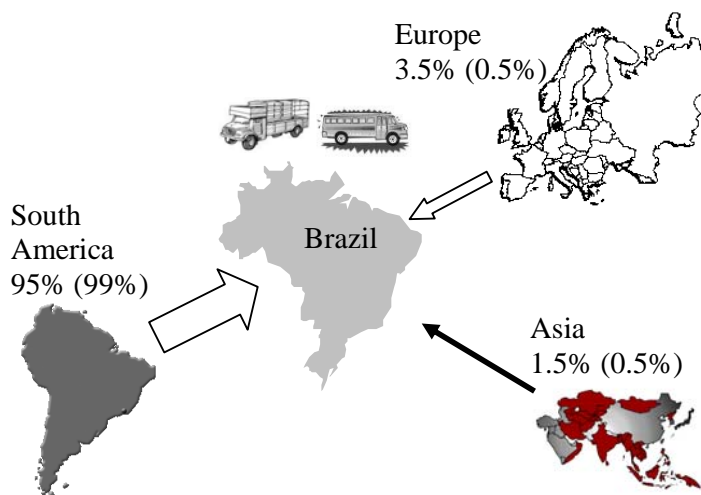 Europe
3.5% (0.5%)
Brazil
South
America
95% (99%)
Asia
1.5% (0.5%)